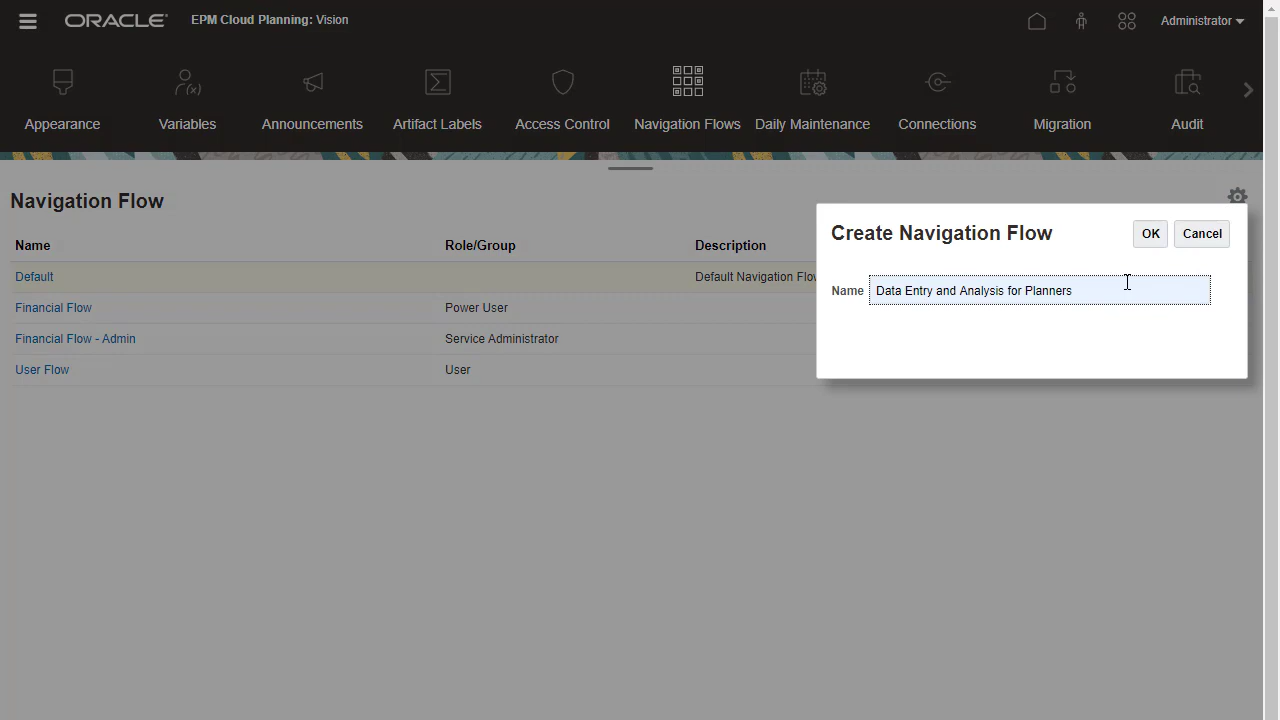 ORACLE EPM Cloud Planning: Vision Administrator
Appearance Variables Announcements Artifact Labels Access Control Navigation Flows Daily Maintenance Connections Migration Audit
Navigation Flow
Name Role/Group Description
Default Default Navigation Flow
Financial Flow Power User
Financial Flow - Admin Service Administrator
User Flow User
Create Navigation Flow OK Cancel
Name Data Entry and Analysis for Planners